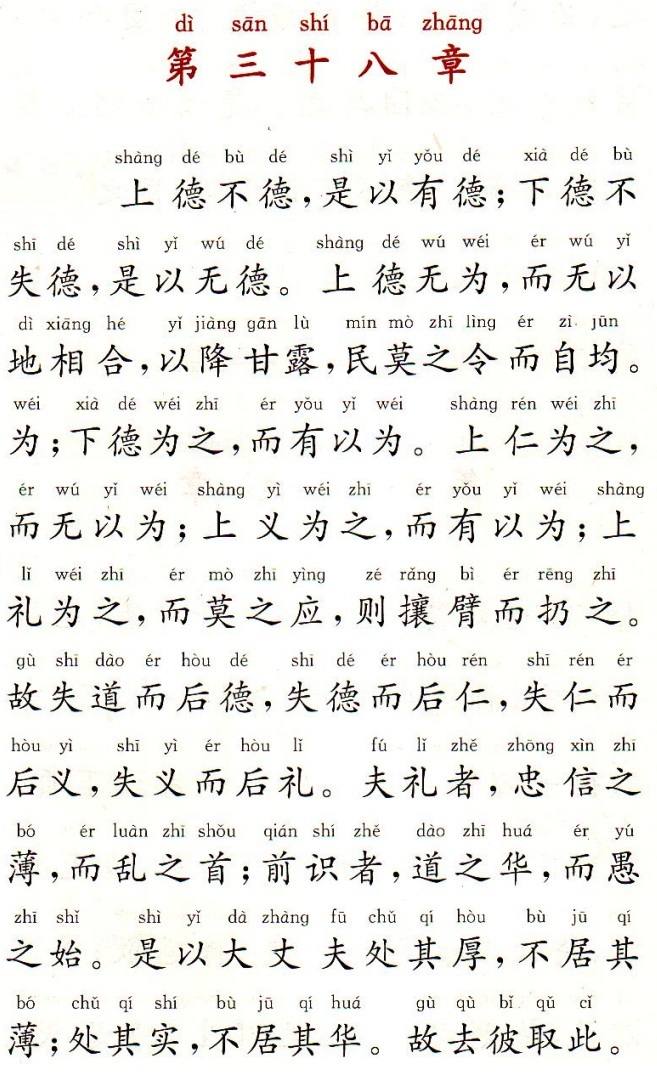 dì sān shí bā zhāng
第三十八章
shàng dé bù dé shì yǐ yǒu dé xià dé bù
上德不德，是以有德；下德不
shī dé shì yǐ wú dé shàng dé wú wéi ér wú yǐ
失德，是以无德。上德无为，而无以
dì xiāng hé yǐ jiàng gān lù mín mò zhī lìng ér zì jūn
地相合，以降甘露，民莫之令而自均。
wéi xià dé wéi zhī ér yǒu yǐ wéi shàng rén wéi zhī
为；下德为之，而有以为。上仁为之，
ér wú yǐ wéi shàng yì wéi zhī ér yǒu yǐ wéi shàng
而无以为；上义为之，而有以为；上
lǐ wéi zhī ér mò zhī yìng zé rǎng bì ér rēng zhī
礼为之，而莫之应，则攘臂而扔之。
gù shī dào ér hòu dé shī dé ér hòu rén shī rén ér
故失道而后德，失德而后仁，失仁而
hòu yì shī yì ér hòu lǐ fú lǐ zhě zhōng xìn zhī
后义，失义而后礼。夫礼者，忠信之
bó ér luàn zhī shǒu qián shí zhě dào zhī huá ér yú
薄，而乱之首；前识者，道之华，而愚
zhī shǐ shì yǐ dà zhàng fū chǔ qí hòu bù jū qí
之始。是以大丈夫处其厚，不居其
bó chǔ qí shí bù jū qí huá gù qù bǐ qǔ cǐ
薄；处其实，不居其华。故去彼取此。